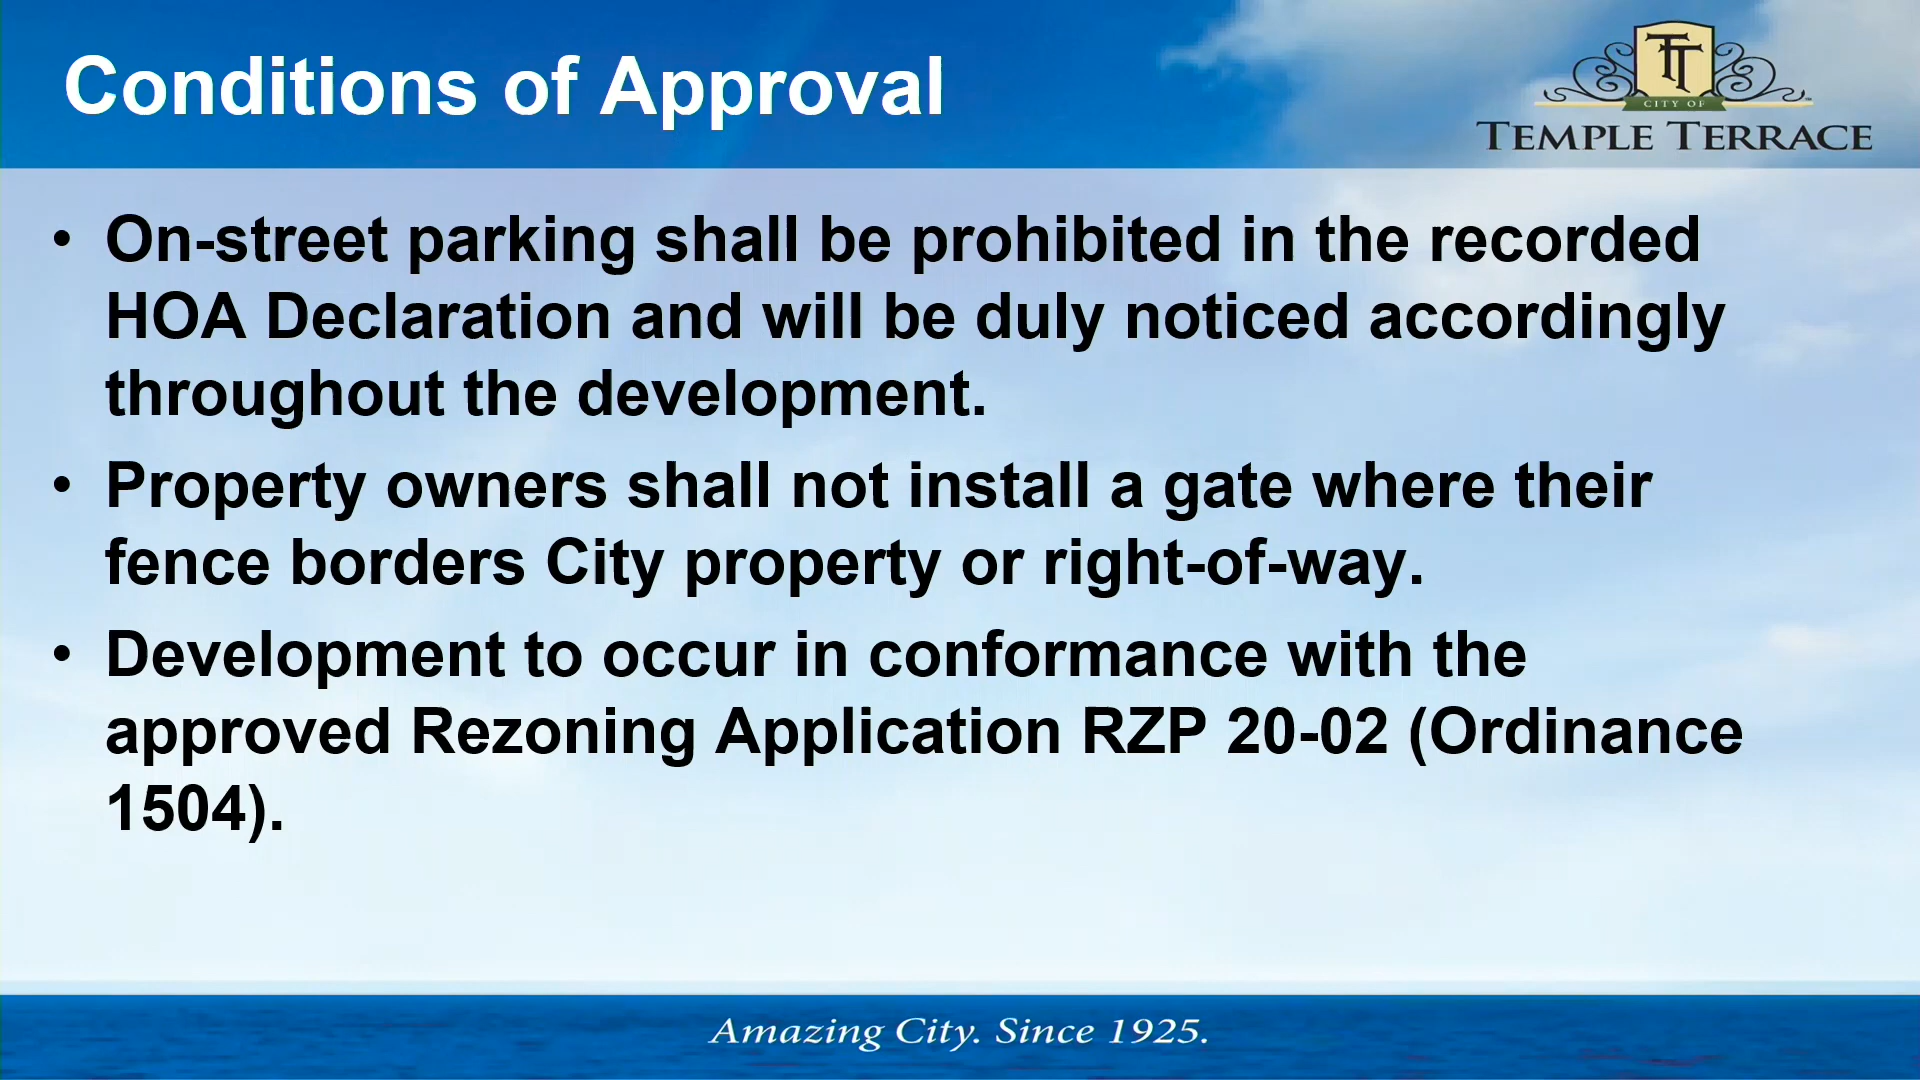 Conditions of Approval
TT
CITY OF
TEMPLE TERRACE
• On-street parking shall be prohibited in the recorded
HOA Declaration and will be duly noticed accordingly
throughout the development.
• Property owners shall not install a gate where their
fence borders City property or right-of-way.
• Development to occur in conformance with the
approved Rezoning Application RZP 20-02 (Ordinance
1504).
Amazing City. Since 1925.